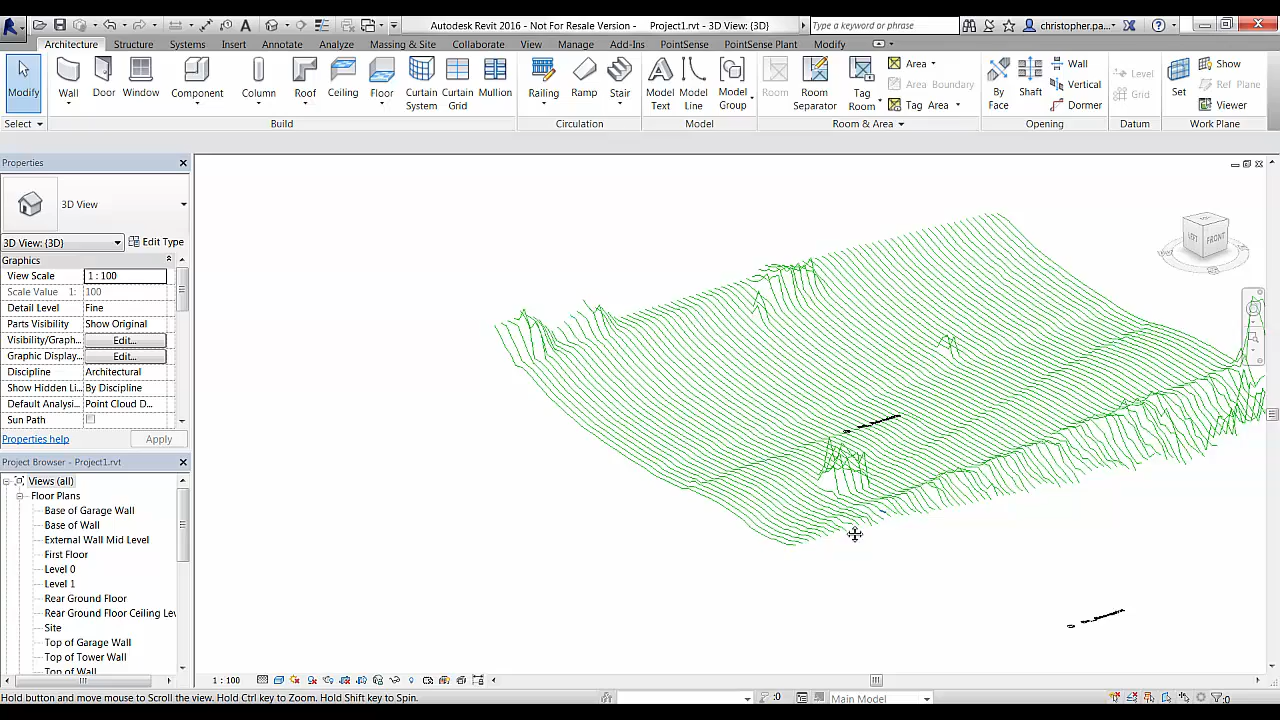 Autodesk Revit 2016 - Not For Resale Version - Project1.rvt - 3D View: {3D}
Type a keyword or phrase
christopher.pa...
Architecture Structure Systems Insert Annotate Analyze Massing & Site Collaborate View Manage Add-Ins PointSense PointSense Plant Modify
Modify Wall Door Window Component Column Roof Ceiling Floor Curtain System Curtain Grid Mullion Railing Ramp Stair Model Text Model Line Model Group Room Room Separator Tag Room
Area
Area Boundary
Tag Area
By Face Shaft
Wall
Vertical
Dormer
Level
Grid
Set
Show
Ref Plane
Viewer
Select Build Circulation Model Room & Area Opening Datum Work Plane
Properties
3D View
3D View: {3D} Edit Type
Graphics
View Scale 1 : 100
Scale Value 1: 100
Detail Level Fine
Parts Visibility Show Original
Visibility/Graph... Edit...
Graphic Display... Edit...
Discipline Architectural
Show Hidden Li... By Discipline
Default Analysi... Point Cloud D...
Sun Path
Properties help Apply
Project Browser - Project1.rvt
Views (all)
Floor Plans
Base of Garage Wall
Base of Wall
External Wall Mid Level
First Floor
Level 0
Level 1
Rear Ground Floor
Rear Ground Floor Ceiling Lev
Site
Top of Garage Wall
Top of Tower Wall
Top of Wall
LEFT FRONT
1 : 100
Hold button and move mouse to Scroll the view. Hold Ctrl key to Zoom. Hold Shift key to Spin.
:0
Main Model
:0